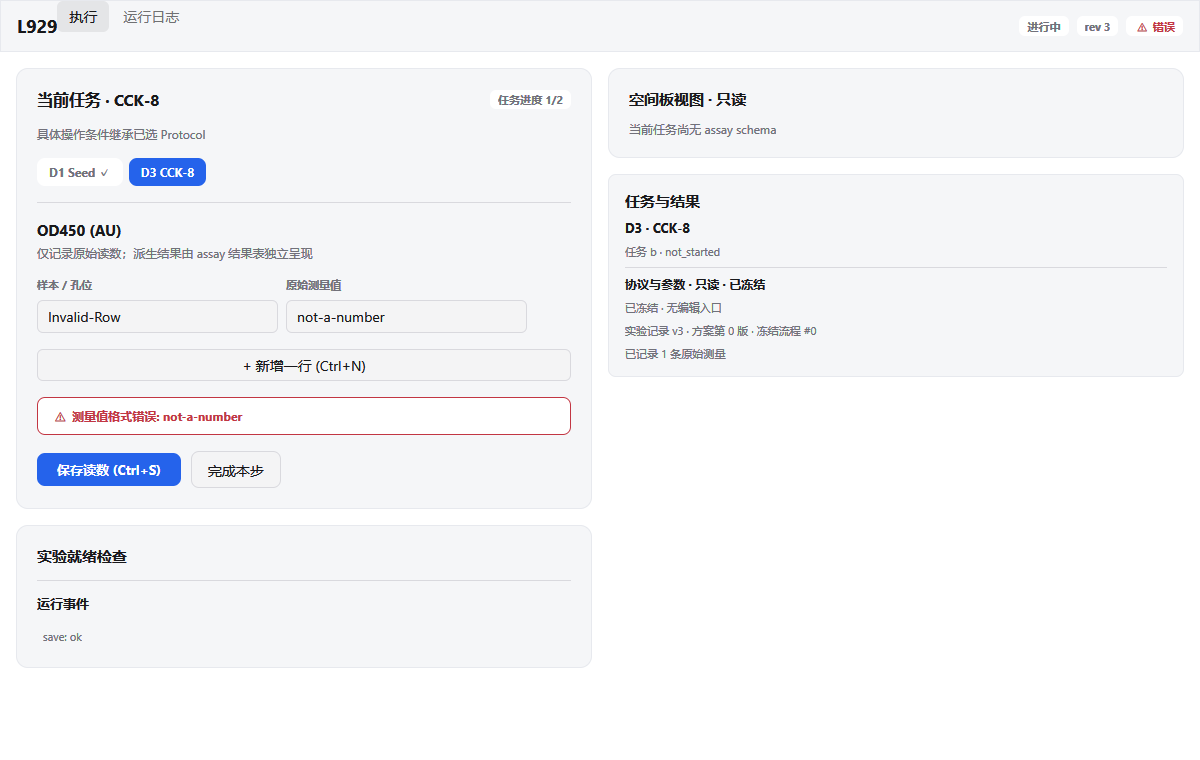 L929 执行 运行日志 进行中 rev 3 ⚠ 错误
当前任务 · CCK-8 任务进度 1/2
具体操作条件继承已选 Protocol
D1 Seed ✓ D3 CCK-8
OD450 (AU)
仅记录原始读数；派生结果由 assay 结果表独立呈现
样本 / 孔位 原始测量值
Invalid-Row not-a-number
+ 新增一行 (Ctrl+N)
⚠ 测量值格式错误: not-a-number
保存读数 (Ctrl+S) 完成本步
实验就绪检查
运行事件
save: ok
空间板视图 · 只读
当前任务尚无 assay schema
任务与结果
D3 · CCK-8
任务 b · not_started
协议与参数 · 只读 · 已冻结
已冻结 · 无编辑入口
实验记录 v3 · 方案第 0 版 · 冻结流程 #0
已记录 1 条原始测量